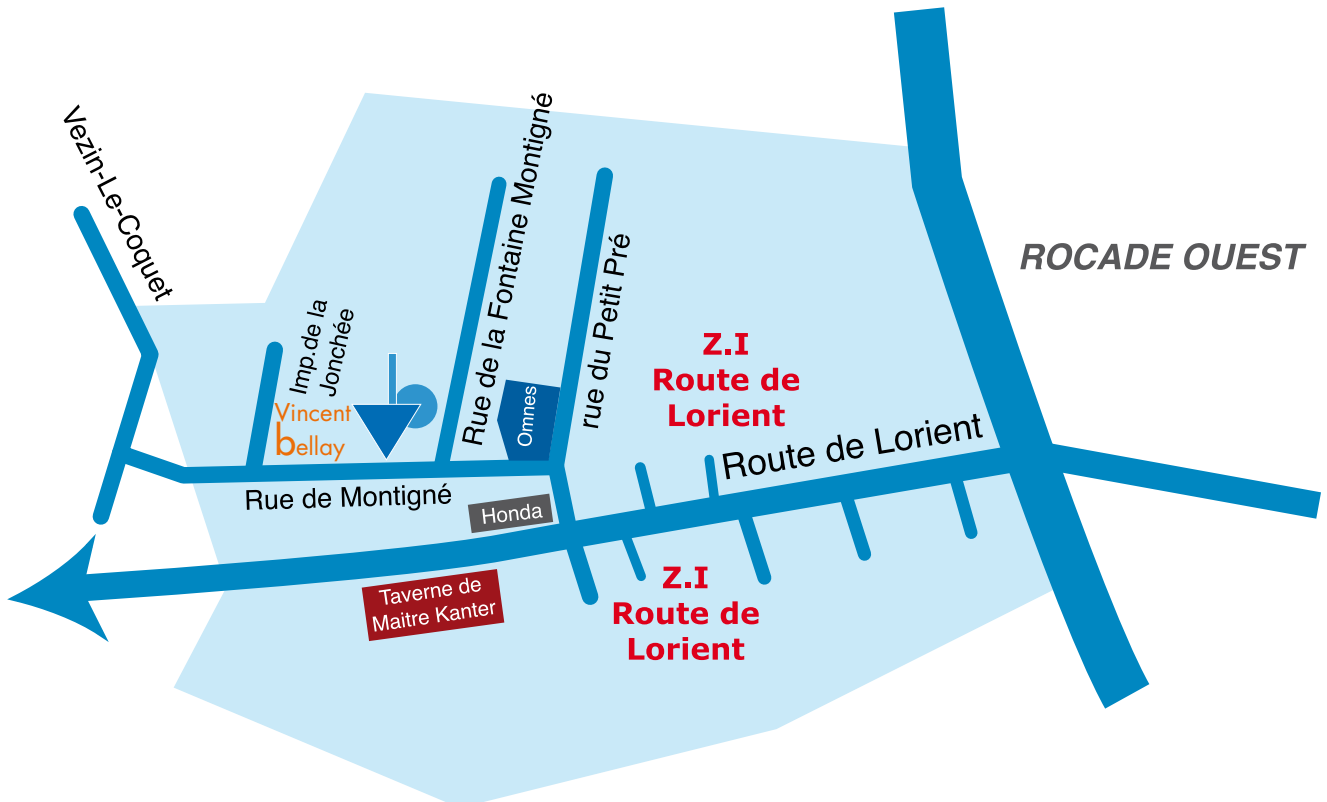 Vezin-Le-Coquet
Imp.de la
Jonchée
Vincent
bellay
Rue de la Fontaine Montigné
Omnes
rue du Petit Pré
ROCADE OUEST
Z.I
Route de
Lorient
Route de Lorient
Rue de Montigné
Honda
Taverne de
Maitre Kanter
Z.I
Route de
Lorient